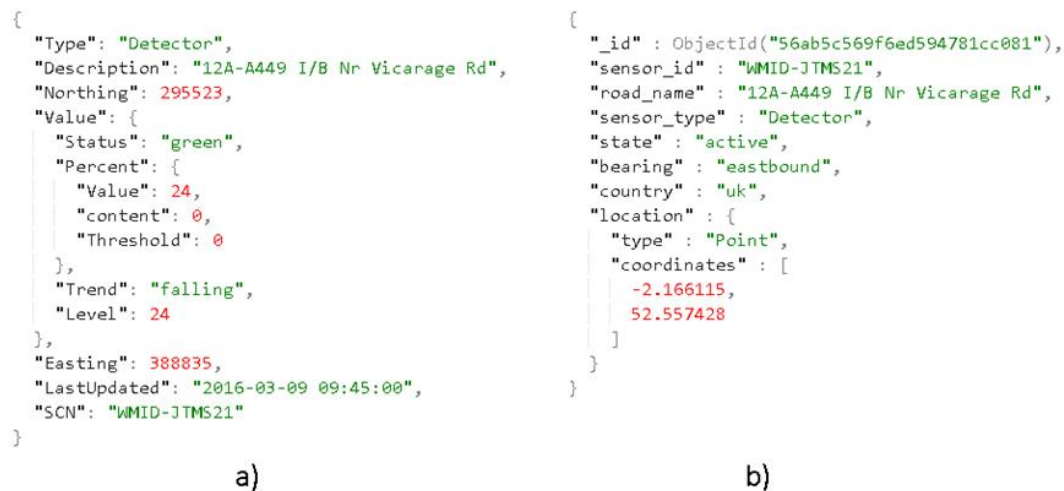 {
"Type": "Detector",
"Description": "12A-A449 I/B Nr Vicarage Rd",
"Northing": 295523,
"Value": {
"Status": "green",
"Percent": {
"Value": 24,
"content": 0,
"Threshold": 0
},
"Trend": "falling",
"Level": 24
},
"Easting": 388835,
"LastUpdated": "2016-03-09 09:45:00",
"SCN": "WMID-JTMS21"
}
a)
{
"_id" : ObjectId("56ab5c569f6ed594781cc081"),
"sensor_id" : "WMID-JTMS21",
"road_name" : "12A-A449 I/B Nr Vicarage Rd",
"sensor_type" : "Detector",
"state" : "active",
"bearing" : "eastbound",
"country" : "uk",
"location" : {
"type" : "Point",
"coordinates" : [
-2.166115,
52.557428
]
}
}
b)